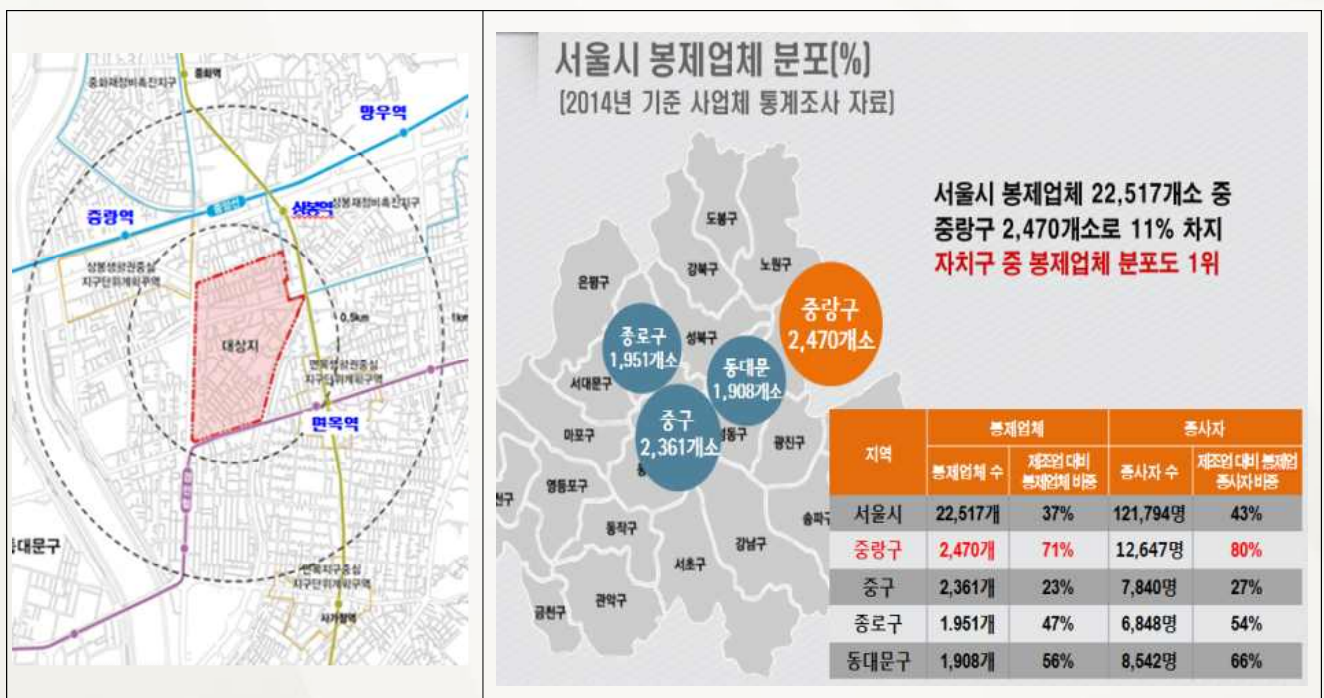 중화역
중화재정비촉진지구
망우역
중랑역
중앙선
상봉역
상봉재정비촉진지구
상봉생활권중심
지구단위계획구역
0.5km
1km
대상지
면목생활권중심
지구단위계획구역
면목역
동대문구
면목지구중심
지구단위계획구역
사가정역
서울시 봉제업체 분포(%)
(2014년 기준 사업체 통계조사 자료)
서울시 봉제업체 22,517개소 중
중랑구 2,470개소로 11% 차지
자치구 중 봉제업체 분포도 1위
도봉구
강북구
노원구
은평구
중랑구
2,470개소
종로구
1,951개소
성북구
동대문
1,908개소
서대문구
중구
2,361개소
마포구
성동구
광진구
영등포구
동작구
송파구
강남구
서초구
관악구
금천구
지역 봉제업체 종사자
봉제업체 수 제조업 대비 봉제업체 비중 종사자 수 제조업 대비 봉제업 종사자 비중
서울시 22,517개 37% 121,794명 43%
중랑구 2,470개 71% 12,647명 80%
중구 2,361개 23% 7,840명 27%
종로구 1.951개 47% 6,848명 54%
동대문구 1,908개 56% 8,542명 66%